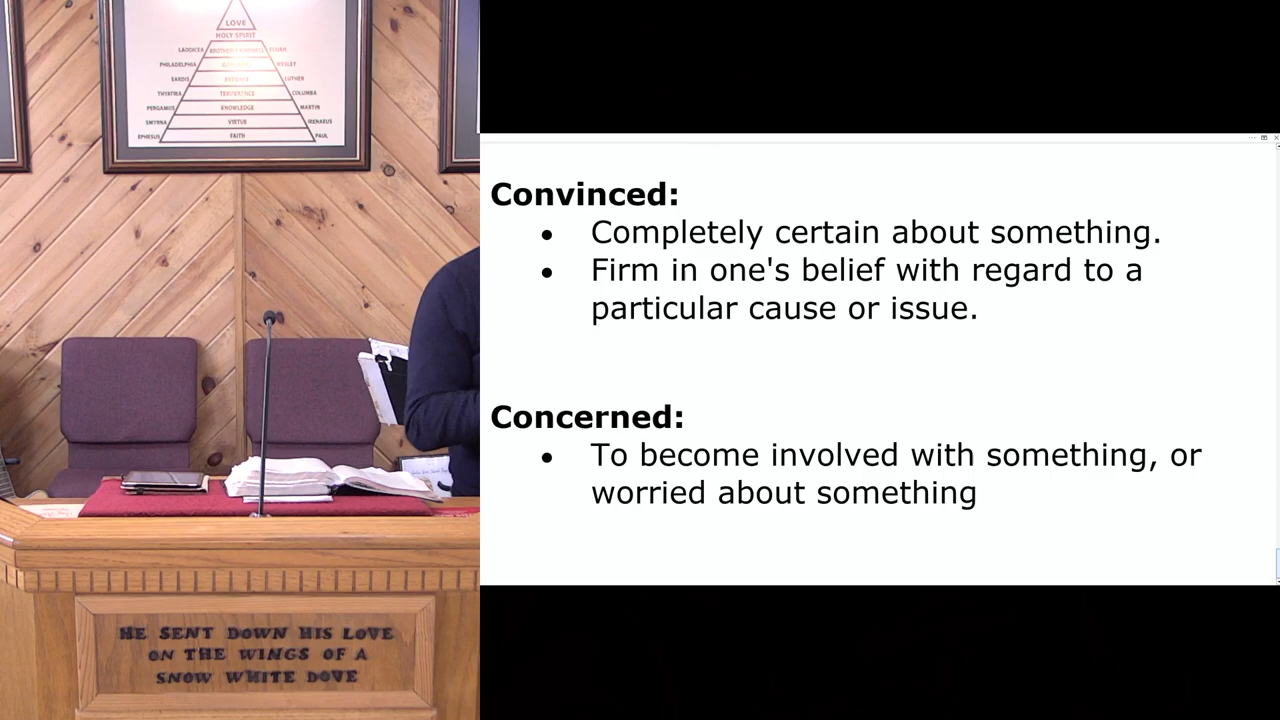 LOVE
HOLY SPIRIT
LAODICEA BROTHERLY KINDNESS ELIJAH
PHILADELPHIA WESLEY
SARDIS PATIENCE LUTHER
THYATIRA TEMPERANCE COLUMBA
PERGAMOS KNOWLEDGE MARTIN
SMYRNA VIRTUE IRENAEUS
EPHESUS FAITH PAUL
HE SENT DOWN HIS LOVE
ON THE WINGS OF A
SNOW WHITE DOVE
Convinced:
• Completely certain about something.
• Firm in one's belief with regard to a
particular cause or issue.
Concerned:
• To become involved with something, or
worried about something